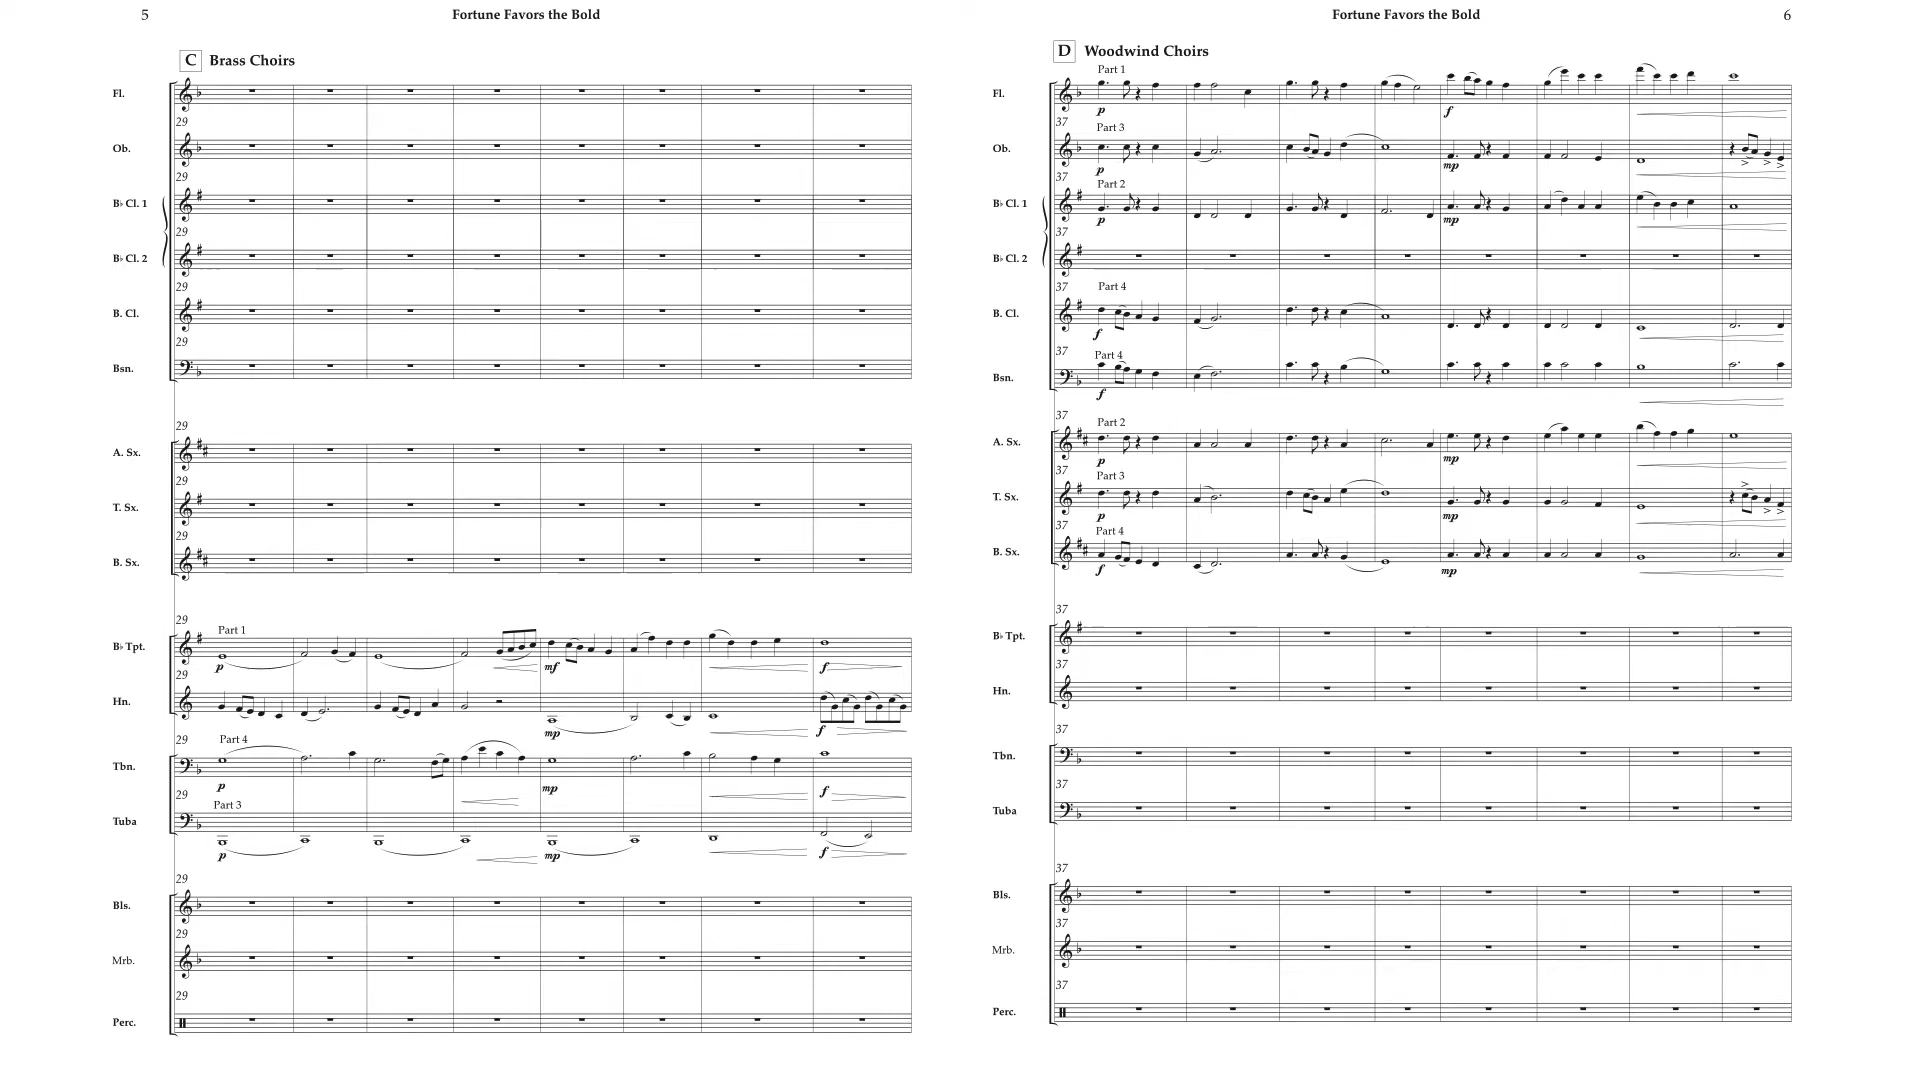 5
Fortune Favors the Bold
C Brass Choirs
Fl.
29
Ob.
29
B♭ Cl. 1
29
B♭ Cl. 2
29
B. Cl.
29
Bsn.
29
A. Sx.
29
T. Sx.
29
B. Sx.
29
B♭ Tpt.
Part 1
p mf f
29
Hn.
mp f
29
Part 4
Tbn.
p mp f
29
Part 3
Tuba
p mp f
29
Bls.
29
Mrb.
29
Perc.
Fortune Favors the Bold
6
D Woodwind Choirs
Part 1
Fl.
p f
37
Part 3
Ob.
p mp
37
Part 2
B♭ Cl. 1
p mp
37
B♭ Cl. 2
37
Part 4
B. Cl.
f
37
Part 4
Bsn.
f
37
Part 2
A. Sx.
p mp
37
Part 3
T. Sx.
p mp
37
Part 4
B. Sx.
f mp
37
B♭ Tpt.
37
Hn.
37
Tbn.
37
Tuba
37
Bls.
37
Mrb.
37
Perc.